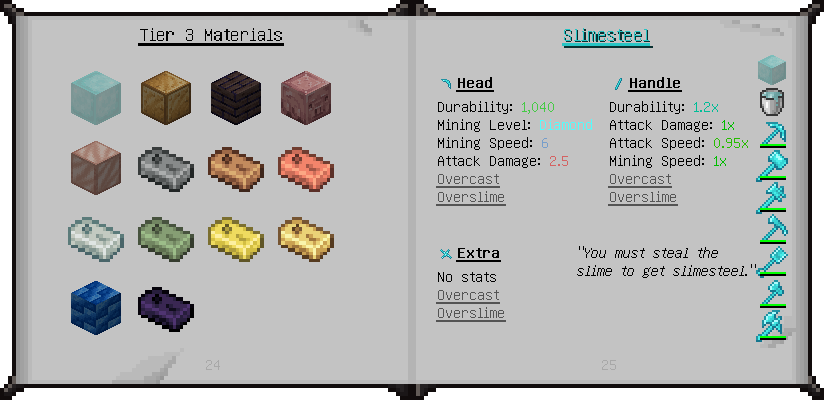 Tier 3 Materials
24
Slimesteel
Head
Durability: 1,040
Mining Level: Diamond
Mining Speed: 6
Attack Damage: 2.5
Overcast
Overslime
Handle
Durability: 1.2x
Attack Damage: 1x
Attack Speed: 0.95x
Mining Speed: 1x
Overcast
Overslime
Extra
No stats
Overcast
Overslime
"You must steal the
slime to get slimesteel."
25